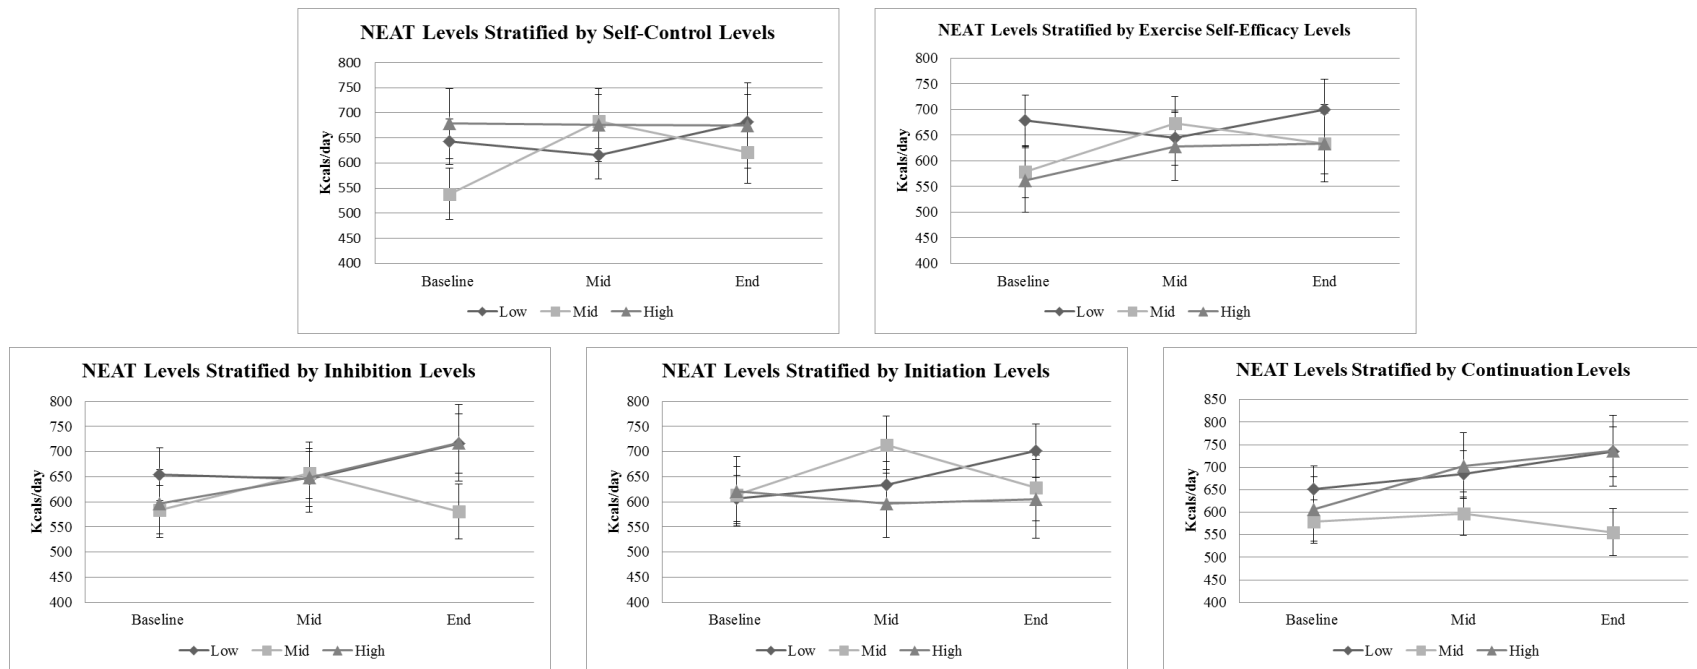 NEAT Levels Stratified by Self-Control Levels
Kcals/day
800
750
700
650
600
550
500
450
400
Baseline Mid End
Low Mid High
NEAT Levels Stratified by Exercise Self-Efficacy Levels
Kcals/day
800
750
700
650
600
550
500
450
400
Baseline Mid End
Low Mid High
NEAT Levels Stratified by Inhibition Levels
Kcals/day
800
750
700
650
600
550
500
450
400
Baseline Mid End
Low Mid High
NEAT Levels Stratified by Initiation Levels
Kcals/day
800
750
700
650
600
550
500
450
400
Baseline Mid End
Low Mid High
NEAT Levels Stratified by Continuation Levels
Kcals/day
850
800
750
700
650
600
550
500
450
400
Baseline Mid End
Low Mid High